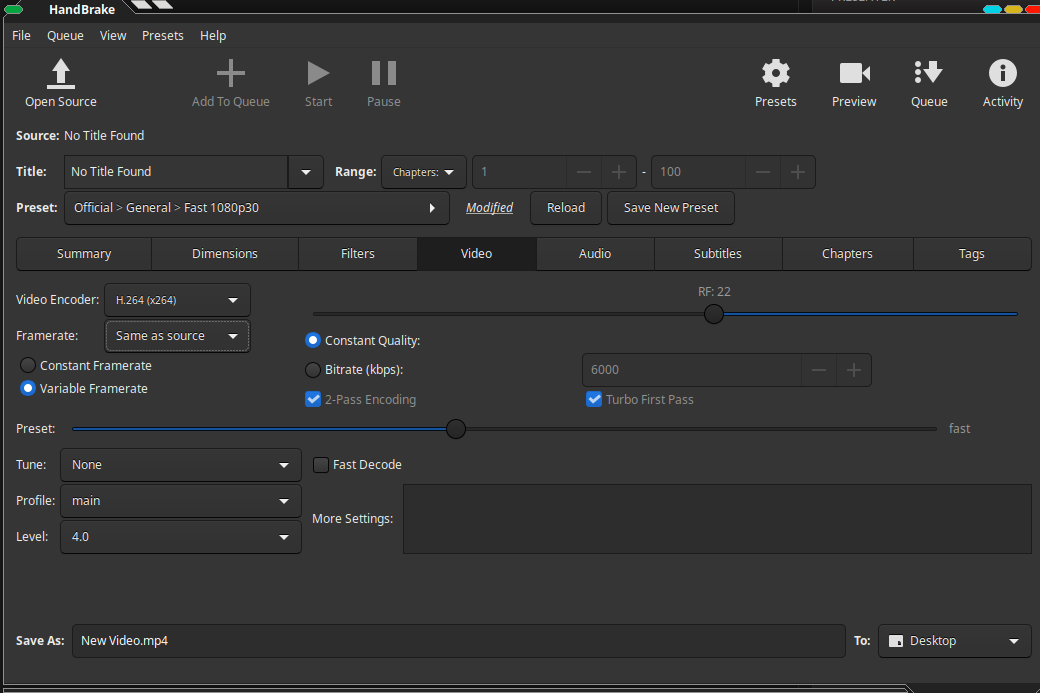 HandBrake
File Queue View Presets Help
Open Source Add To Queue Start Pause Presets Preview Queue Activity
Source: No Title Found
Title: No Title Found Range: Chapters: 1 - 100
Preset: Official > General > Fast 1080p30 Modified Reload Save New Preset
Summary Dimensions Filters Video Audio Subtitles Chapters Tags
Video Encoder: H.264 (x264) RF: 22
Framerate: Same as source Constant Quality:
Constant Framerate Bitrate (kbps): 6000
Variable Framerate
2-Pass Encoding Turbo First Pass
Preset: fast
Tune: None Fast Decode
Profile: main
More Settings:
Level: 4.0
Save As: New Video.mp4 To: Desktop